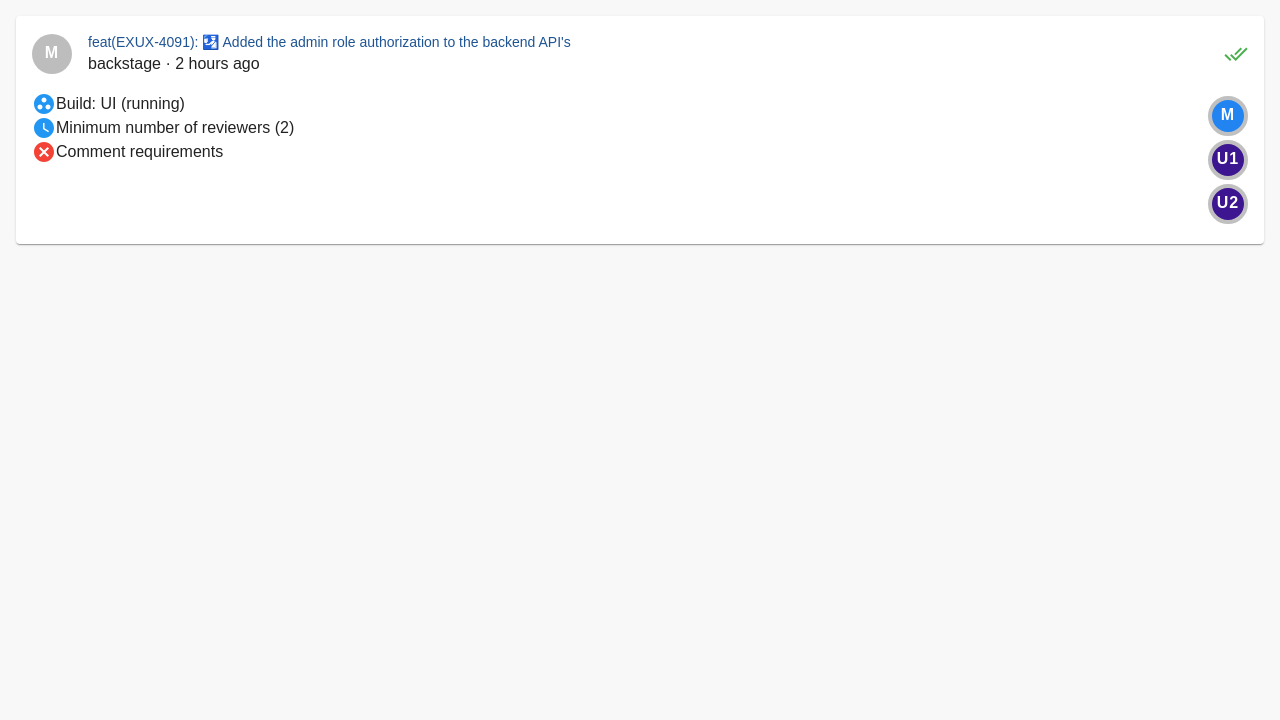 M
feat(EXUX-4091): 🛂 Added the admin role authorization to the backend API's
backstage · 2 hours ago
Build: UI (running)
Minimum number of reviewers (2)
Comment requirements
M
U1
U2